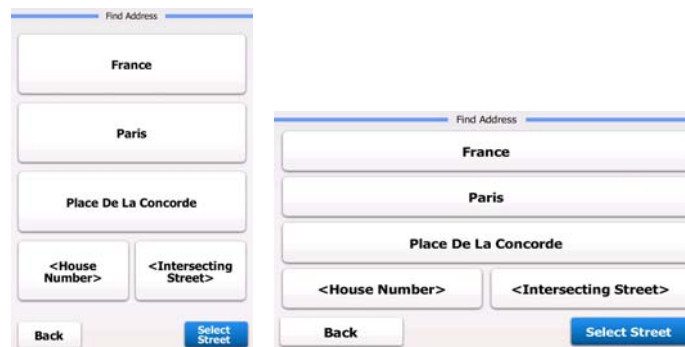 Find Address
France
Paris
Place De La Concorde
<House
Number>
<Intersecting
Street>
Back
Select
Street
Find Address
France
Paris
Place De La Concorde
<House Number>
<Intersecting Street>
Back
Select Street